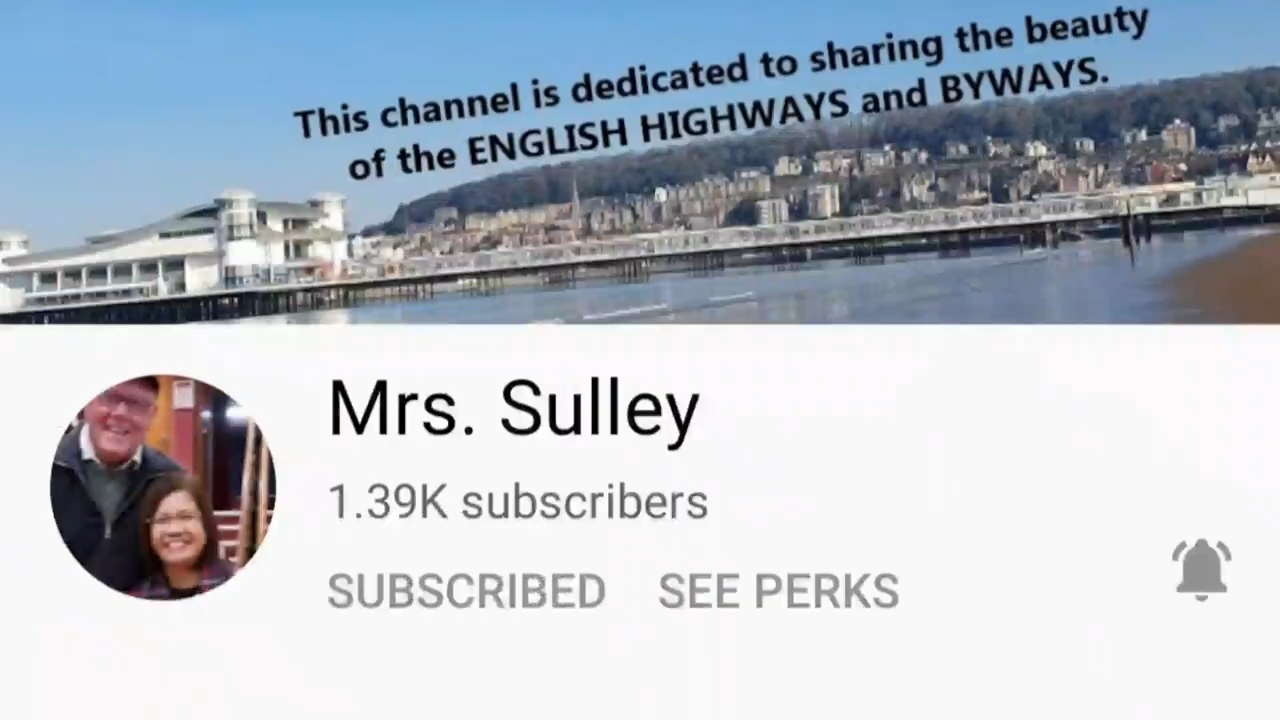 This channel is dedicated to sharing the beauty
of the ENGLISH HIGHWAYS and BYWAYS.
Mrs. Sulley
1.39K subscribers
SUBSCRIBED SEE PERKS